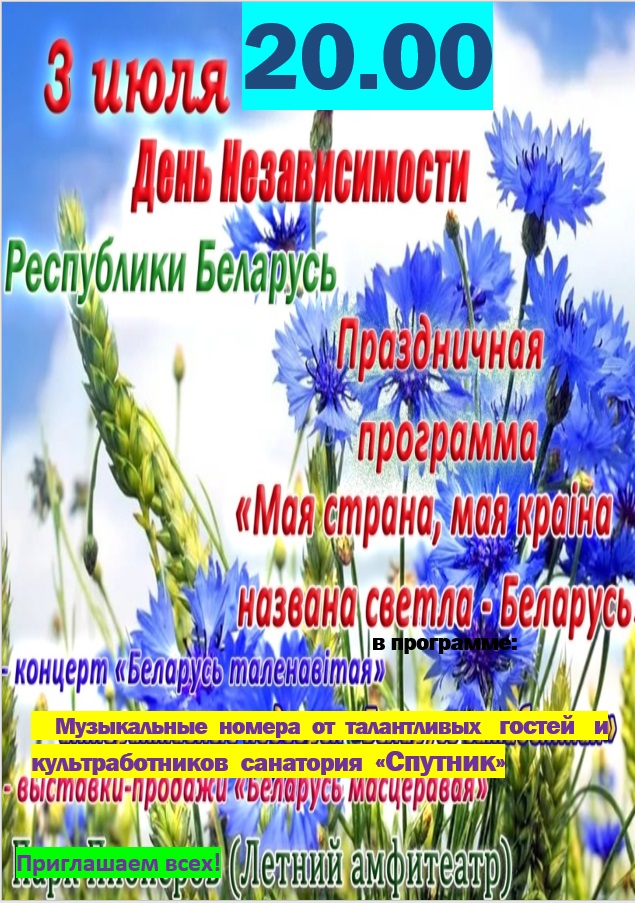 3 июля 20.00
День Независимости
Республики Беларусь
Праздничная
программа
«Мая страна, мая краіна
названа светла - Беларусь
в программе:
- концерт «Беларусь таленавітая»
Музыкальные номера от талантливых гостей и
культработников санатория «Спутник»
- выставки-продажи «Беларусь масцеравая»
Приглашаем всех! (Летний амфитеатр)